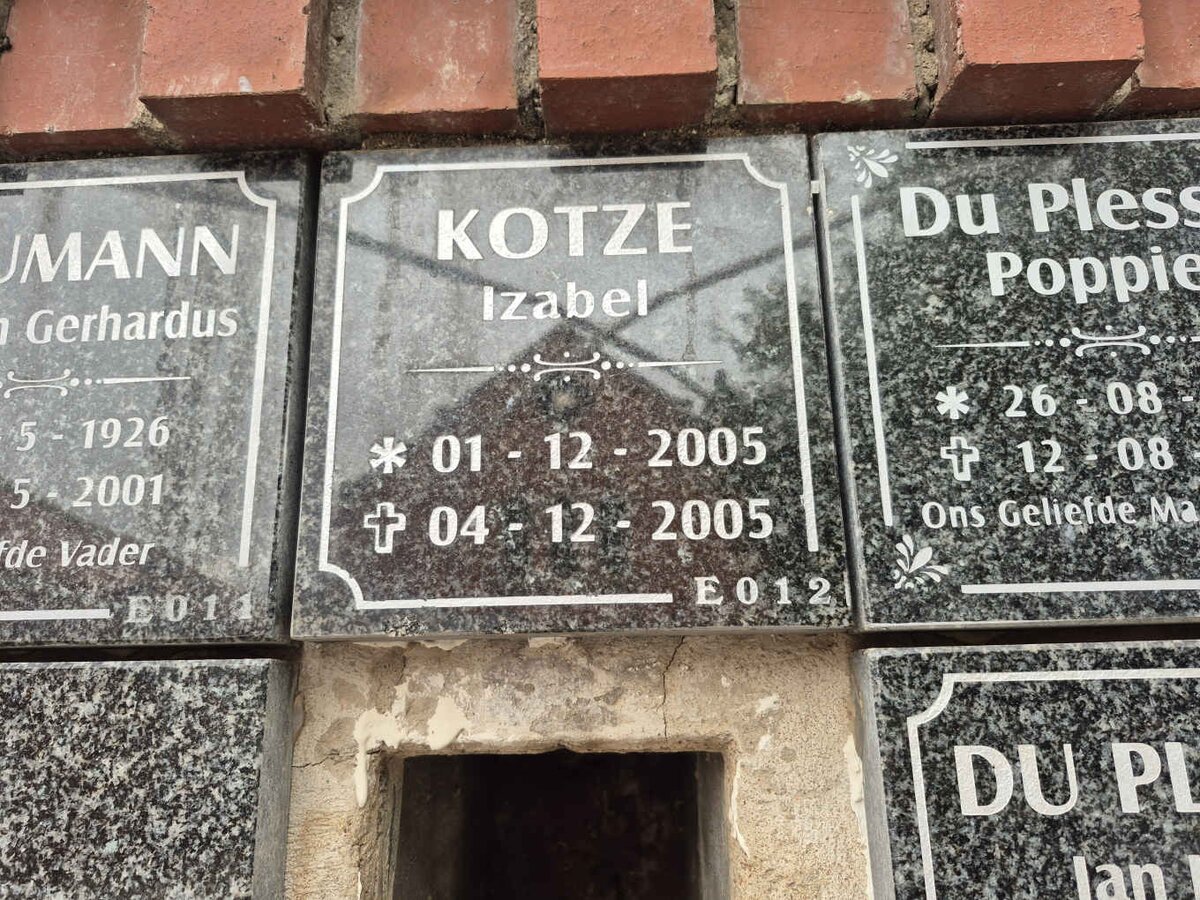 UMANN
Gerhardus
5 - 1926
5 - 2001
Vader
E011
KOTZE
Izabel
* 01 - 12 - 2005
✝ 04 - 12 - 2005
E012
Du Pless
Poppie
* 26 - 08 -
✝ 12 - 08
Ons Geliefde Ma
DU PL
Jan